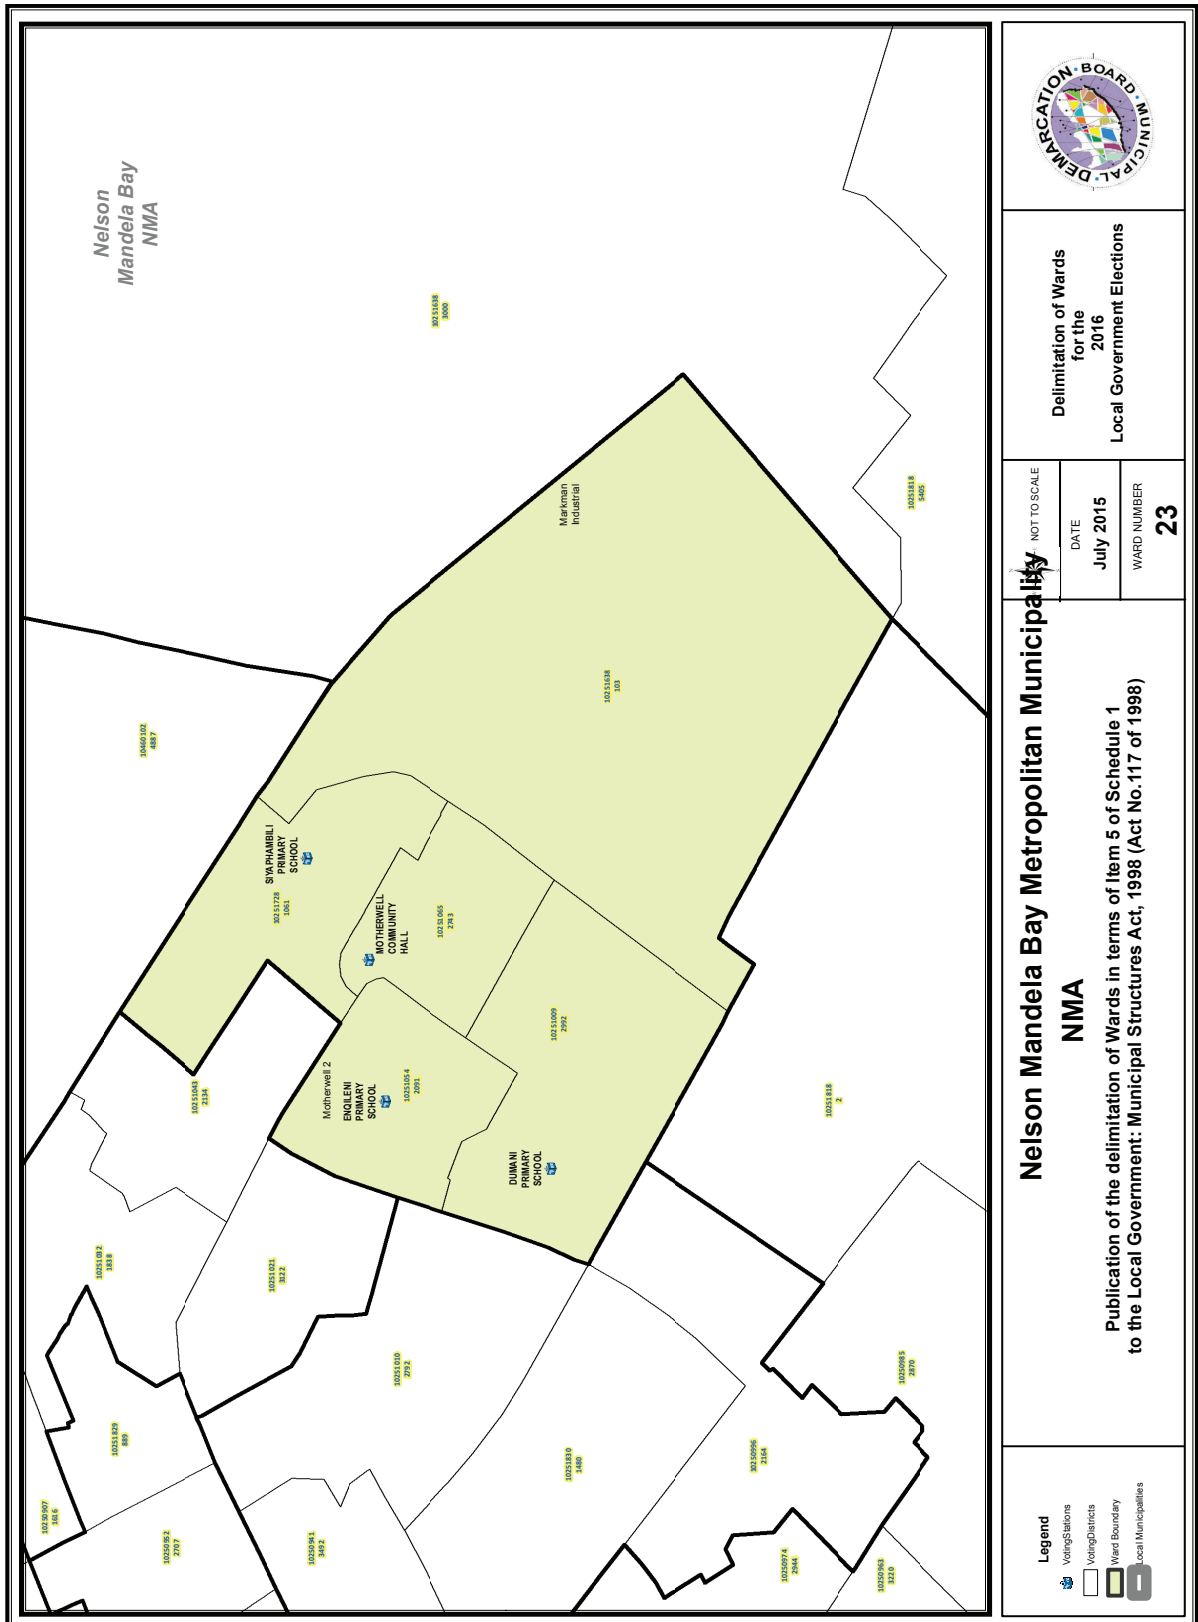 Nelson
Mandela Bay
NMA
10251638
3000
Markman
Industrial
10251818
5405
10460102
4887
10251638
103
SIYAPHAMBILI
PRIMARY
SCHOOL
10251728
1061
MOTHERWELL
COMMUNITY
HALL
10251065
2743
10251009
2992
Motherwell 2
ENQILENI
PRIMARY
SCHOOL
10251054
2091
DUMANI
PRIMARY
SCHOOL
10251043
2134
10251818
2
10251032
1838
10251021
3122
10251010
2792
10250985
2870
10251829
889
10251830
1480
10250996
2164
10250907
1616
10250952
2707
10250941
3492
10250974
2944
10250963
3220
DEMARCATION · BOARD · MUNICIPAL ·
Delimitation of Wards
for the
2016
Local Government Elections
NOT TO SCALE
DATE
July 2015
WARD NUMBER
23
Nelson Mandela Bay Metropolitan Municipality
NMA
Publication of the delimitation of Wards in terms of Item 5 of Schedule 1
to the Local Government: Municipal Structures Act, 1998 (Act No.117 of 1998)
Legend
VotingStations
VotingDistricts
Ward Boundary
Local Municipalities